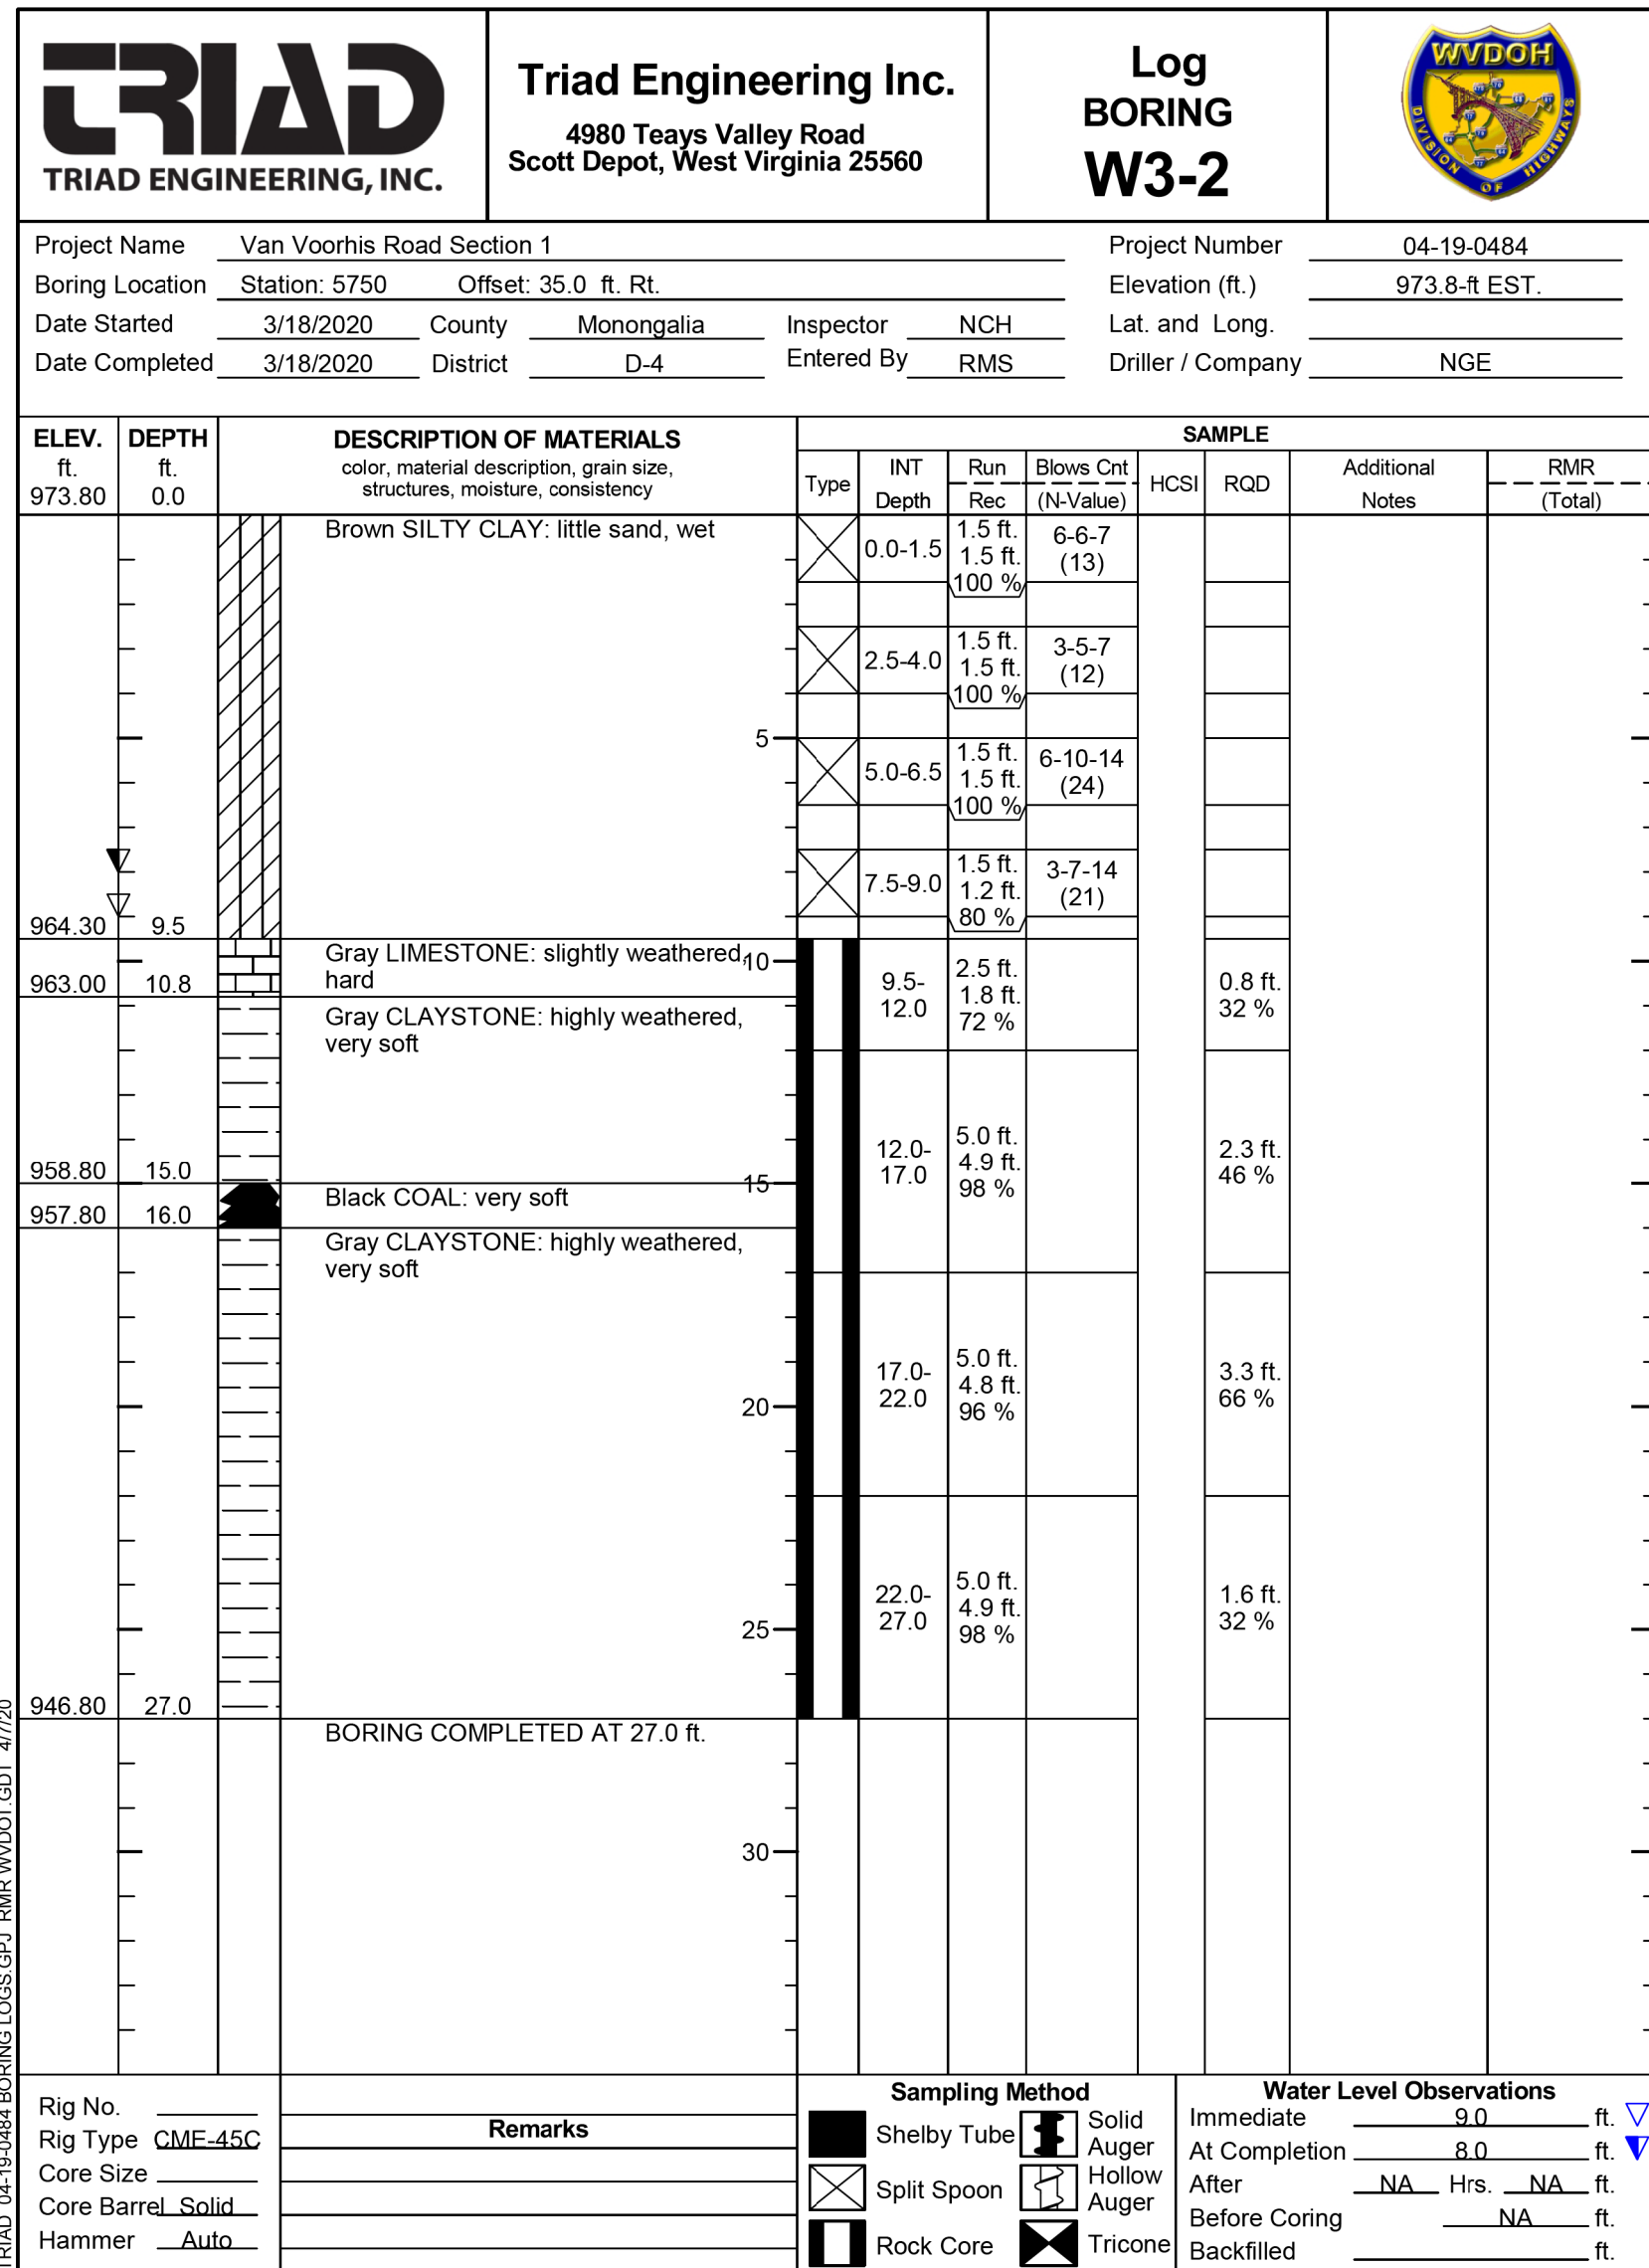 TRIAD
TRIAD ENGINEERING, INC.
Triad Engineering Inc.
4980 Teays Valley Road
Scott Depot, West Virginia 25560
Log
BORING
W3-2
WVDOH
DIVISION OF HIGHWAYS
Project Name Van Voorhis Road Section 1 Project Number 04-19-0484
Boring Location Station: 5750 Offset: 35.0 ft. Rt. Elevation (ft.) 973.8-ft EST.
Date Started 3/18/2020 County Monongalia Inspector NCH Lat. and Long.
Date Completed 3/18/2020 District D-4 Entered By RMS Driller / Company NGE
ELEV. DEPTH DESCRIPTION OF MATERIALS SAMPLE
ft. ft. color, material description, grain size,
973.80 0.0 structures, moisture, consistency
Type INT Depth Run Rec Blows Cnt (N-Value) HCSI RQD Additional Notes RMR (Total)
Brown SILTY CLAY: little sand, wet
0.0-1.5 1.5 ft. 1.5 ft. 100 % 6-6-7 (13)
2.5-4.0 1.5 ft. 1.5 ft. 100 % 3-5-7 (12)
5
5.0-6.5 1.5 ft. 1.5 ft. 100 % 6-10-14 (24)
7.5-9.0 1.5 ft. 1.2 ft. 80 % 3-7-14 (21)
964.30 9.5
Gray LIMESTONE: slightly weathered,
hard
10
963.00 10.8
9.5-12.0 2.5 ft. 1.8 ft. 72 % 0.8 ft. 32 %
Gray CLAYSTONE: highly weathered,
very soft
12.0-17.0 5.0 ft. 4.9 ft. 98 % 2.3 ft. 46 %
958.80 15.0
15
Black COAL: very soft
957.80 16.0
Gray CLAYSTONE: highly weathered,
very soft
17.0-22.0 5.0 ft. 4.8 ft. 96 % 3.3 ft. 66 %
20
22.0-27.0 5.0 ft. 4.9 ft. 98 % 1.6 ft. 32 %
25
946.80 27.0
BORING COMPLETED AT 27.0 ft.
30
TRIAD 04-19-0484 BORING LOGS.GPJ RMR WVDOT.GDT 4/7/20
Rig No.
Rig Type CME-45C
Core Size
Core Barrel Solid
Hammer Auto
Remarks
Sampling Method
Shelby Tube Solid Auger
Split Spoon Hollow Auger
Rock Core Tricone
Water Level Observations
Immediate 9.0 ft.
At Completion 8.0 ft.
After NA Hrs. NA ft.
Before Coring NA ft.
Backfilled ft.